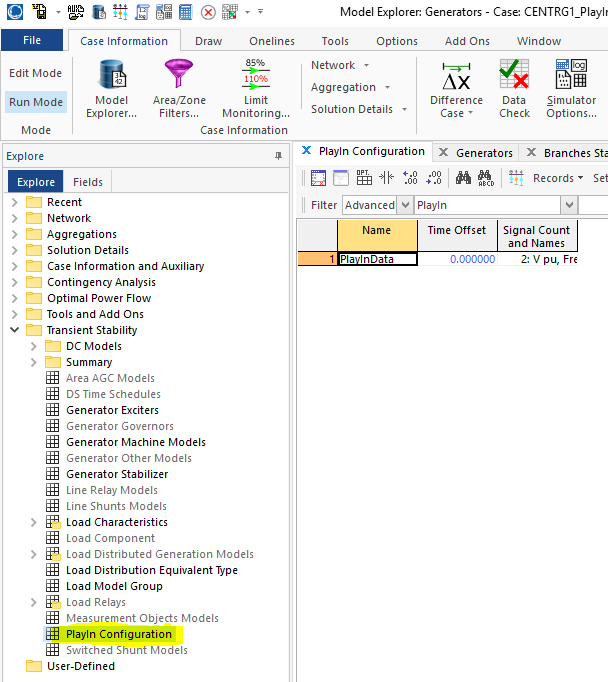 Model Explorer: Generators - Case: CENTRG1_PlayIn
File Case Information Draw Onelines Tools Options Add Ons Window
Edit Mode
Run Mode
Mode
Model Explorer...
Area/Zone Filters...
85%
110%
Limit Monitoring...
Network
Aggregation
Solution Details
Case Information
Difference Case
Data Check
Simulator Options...
Explore
Explore Fields
Recent
Network
Aggregations
Solution Details
Case Information and Auxiliary
Contingency Analysis
Optimal Power Flow
Tools and Add Ons
Transient Stability
DC Models
Summary
Area AGC Models
DS Time Schedules
Generator Exciters
Generator Governors
Generator Machine Models
Generator Other Models
Generator Stabilizer
Line Relay Models
Line Shunts Models
Load Characteristics
Load Component
Load Distributed Generation Models
Load Distribution Equivalent Type
Load Model Group
Load Relays
Measurement Objects Models
PlayIn Configuration
Switched Shunt Models
User-Defined
PlayIn Configuration Generators Branches Sta
Records Set
Filter Advanced PlayIn
Name Time Offset Signal Count and Names
1 PlayInData 0.000000 2: V pu, Fre